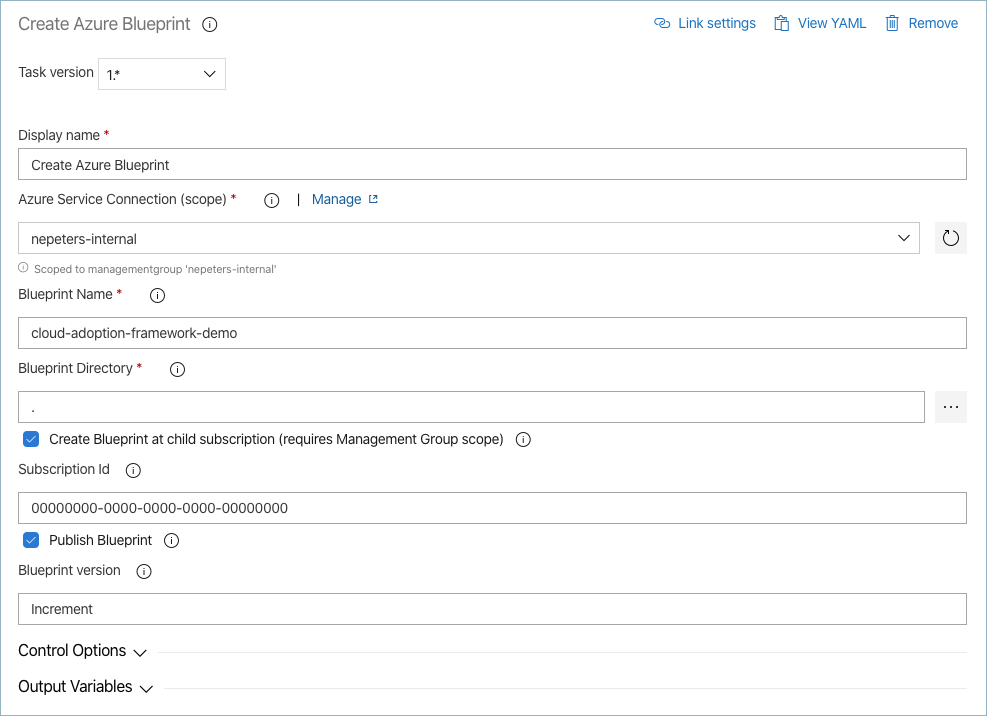 Create Azure Blueprint
Link settings View YAML Remove
Task version 1.*
Display name *
Create Azure Blueprint
Azure Service Connection (scope) * | Manage
nepeters-internal
Scoped to managementgroup 'nepeters-internal'
Blueprint Name *
cloud-adoption-framework-demo
Blueprint Directory *
.
...
Create Blueprint at child subscription (requires Management Group scope)
Subscription Id
00000000-0000-0000-0000-00000000
Publish Blueprint
Blueprint version
Increment
Control Options
Output Variables